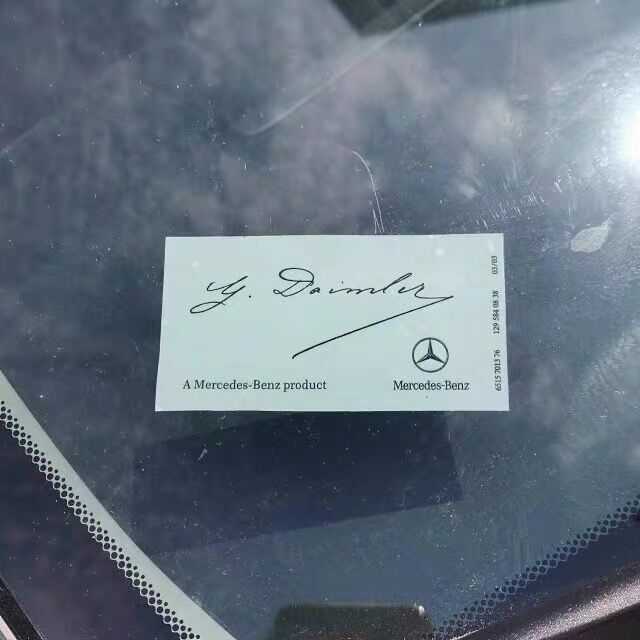 G. Daimler
A Mercedes-Benz product
Mercedes-Benz
6515 7013 76 129 584 08 38 03/03